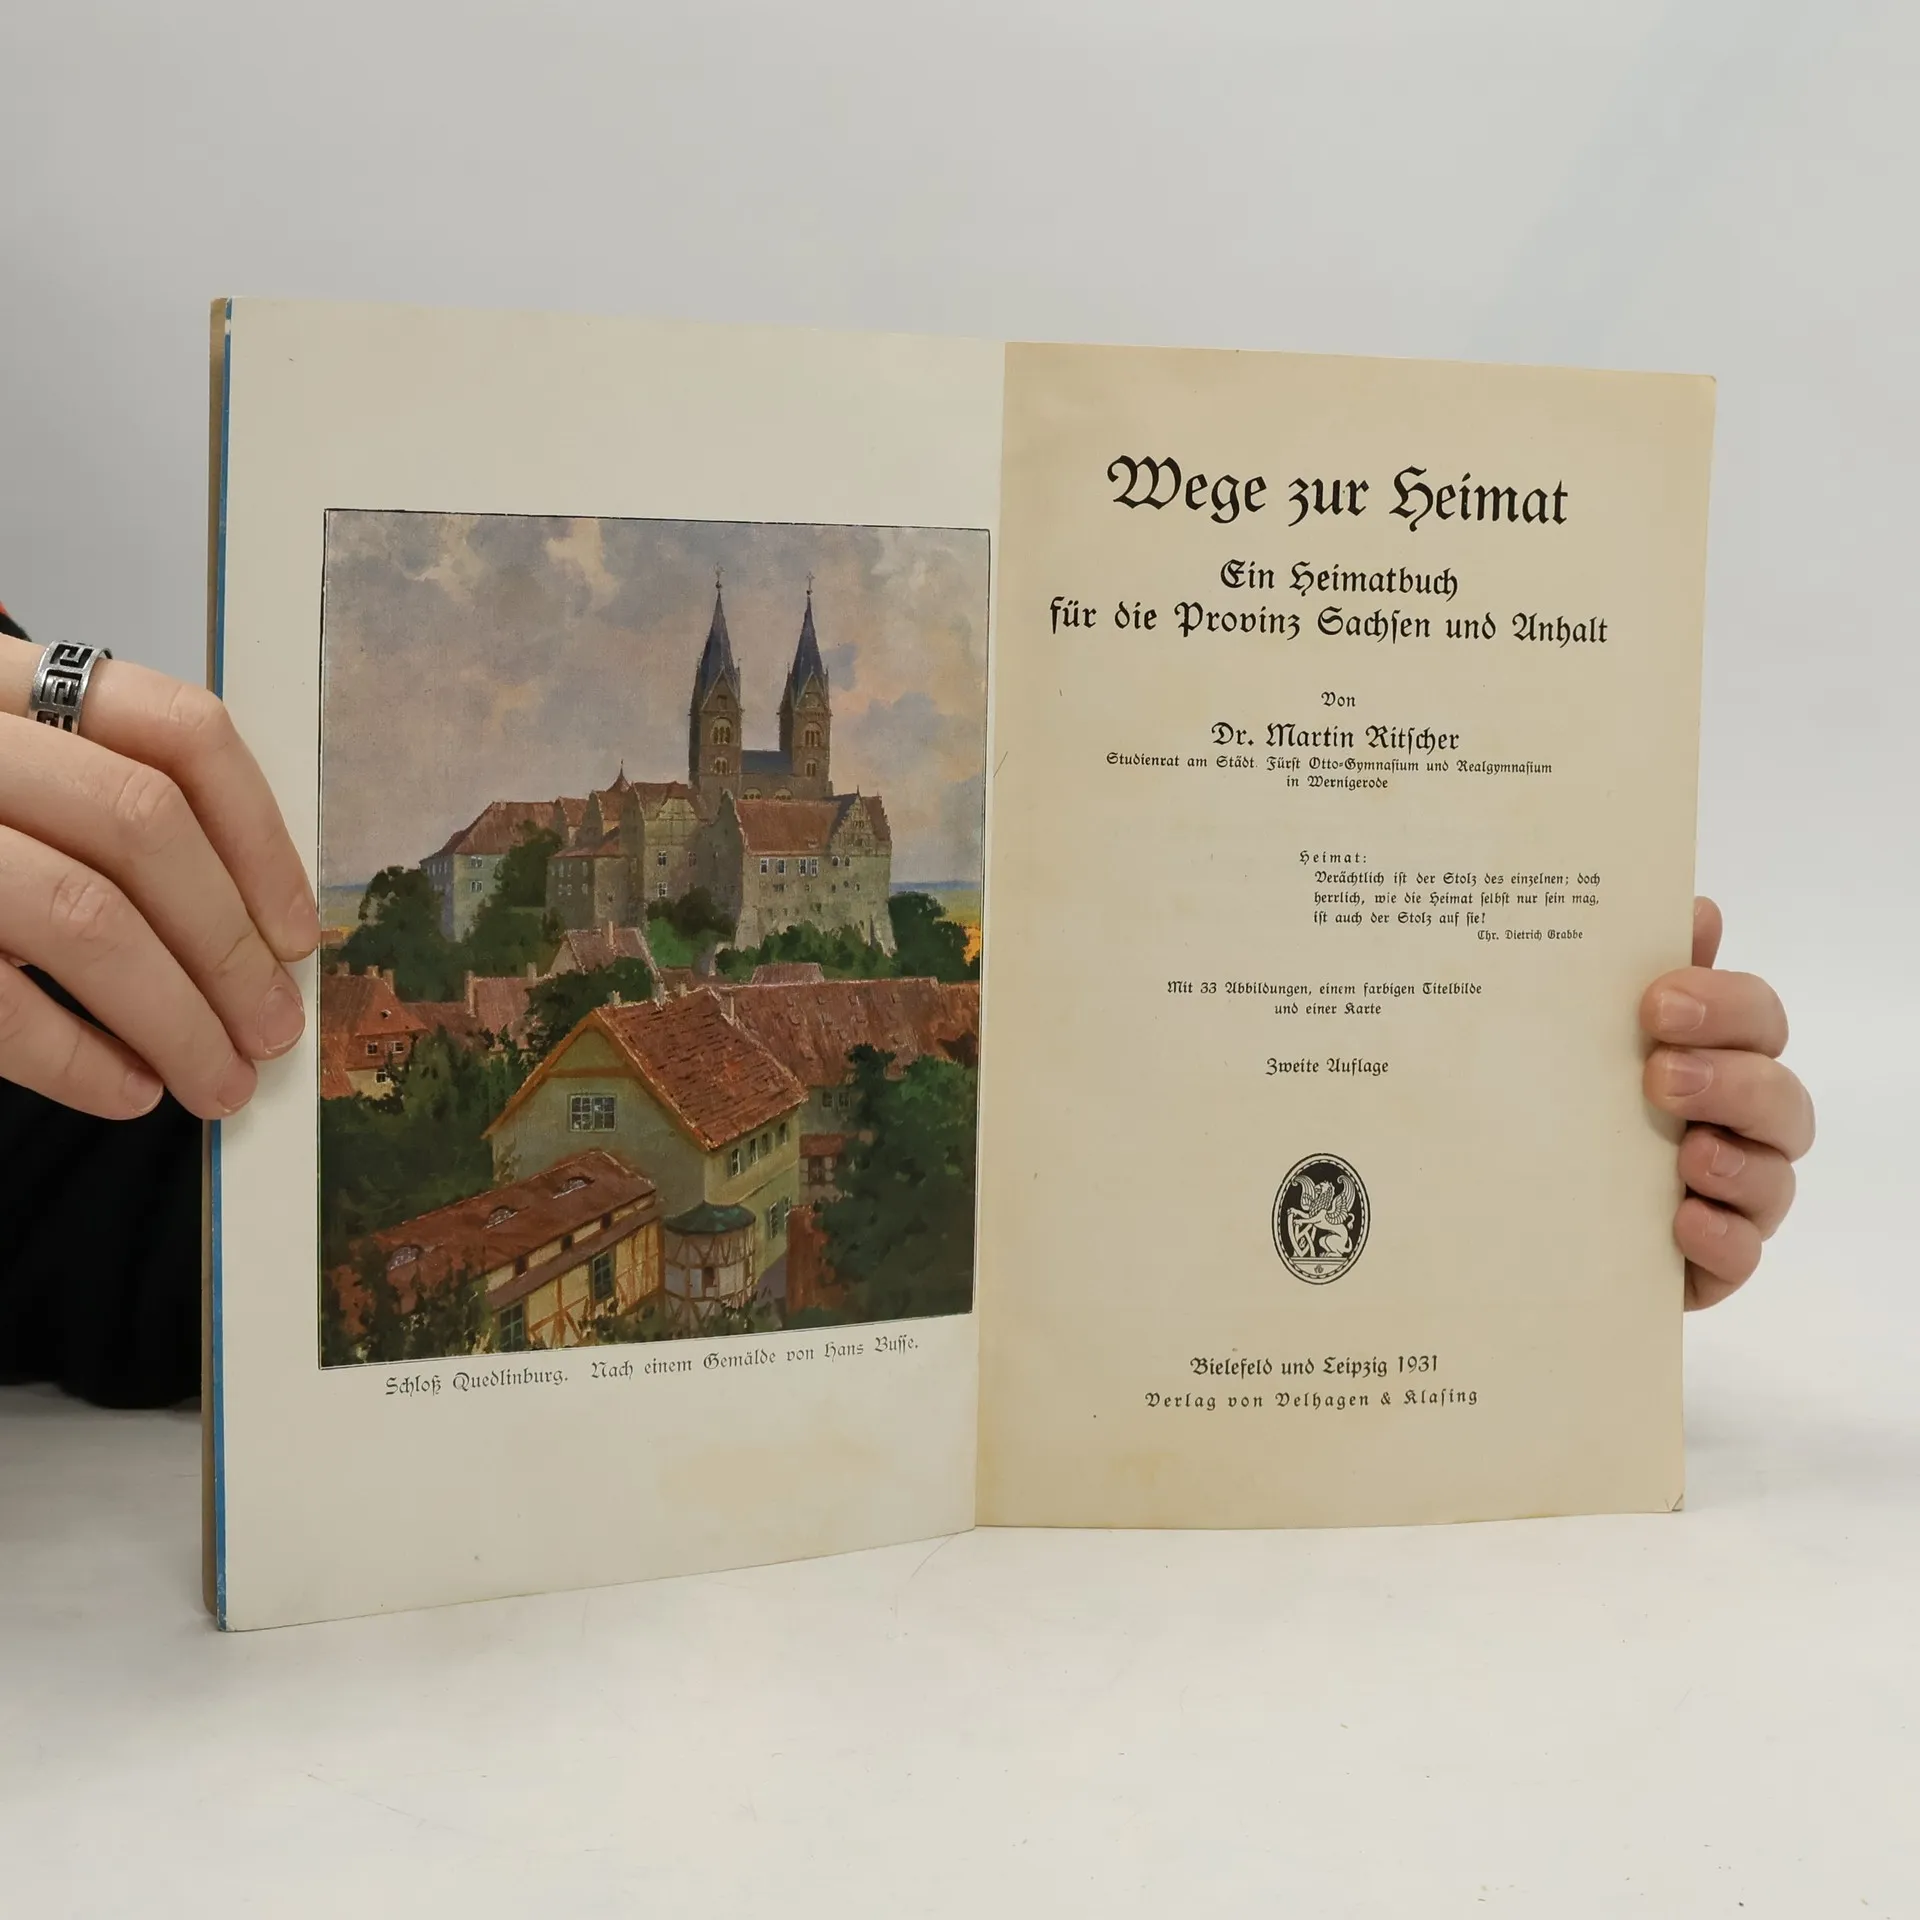 Schloß Quedlinburg. Nach einem Gemälde von Hans Busse.
Wege zur Heimat
Ein Heimatbuch
für die Provinz Sachsen und Anhalt
Von
Dr. Martin Ritscher
Studienrat am Städt. Fürst Otto-Gymnasium und Realgymnasium
in Wernigerode
Heimat:
Verächtlich ist der Stolz des einzelnen; doch
herrlich, wie die Heimat selbst nur sein mag,
ist auch der Stolz auf sie!
Chr. Dietrich Grabbe
Mit 33 Abbildungen, einem farbigen Titelbilde
und einer Karte
Zweite Auflage
Bielefeld und Leipzig 1931
Verlag von Velhagen & Klasing